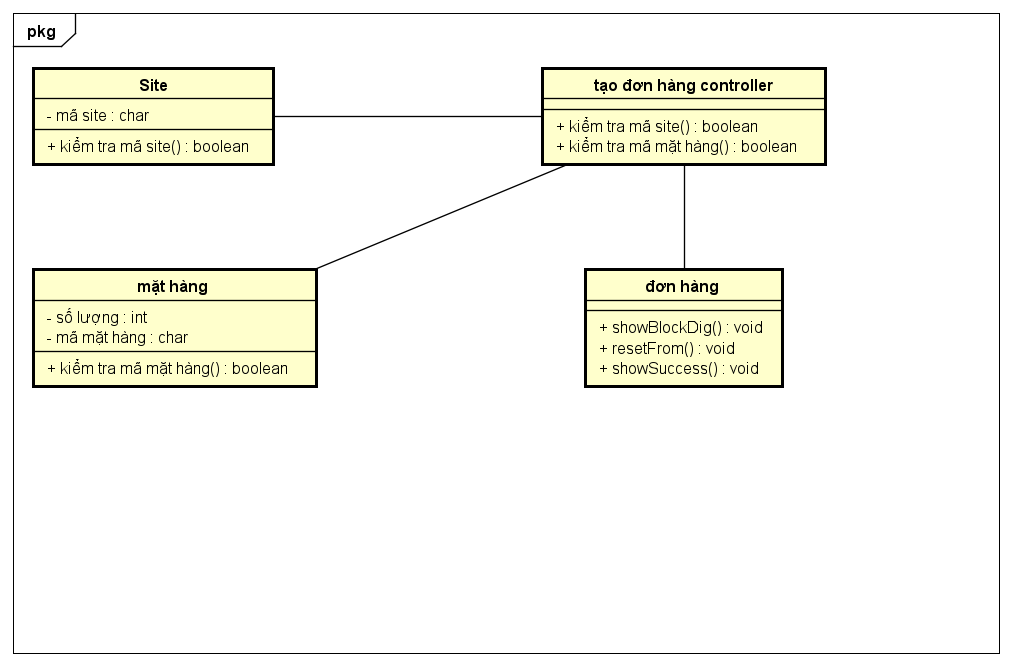 pkg
Site
- mã site : char
+ kiểm tra mã site() : boolean
tạo đơn hàng controller
+ kiểm tra mã site() : boolean
+ kiểm tra mã mặt hàng() : boolean
mặt hàng
- số lượng : int
- mã mặt hàng : char
+ kiểm tra mã mặt hàng() : boolean
đơn hàng
+ showBlockDig() : void
+ resetFrom() : void
+ showSuccess() : void